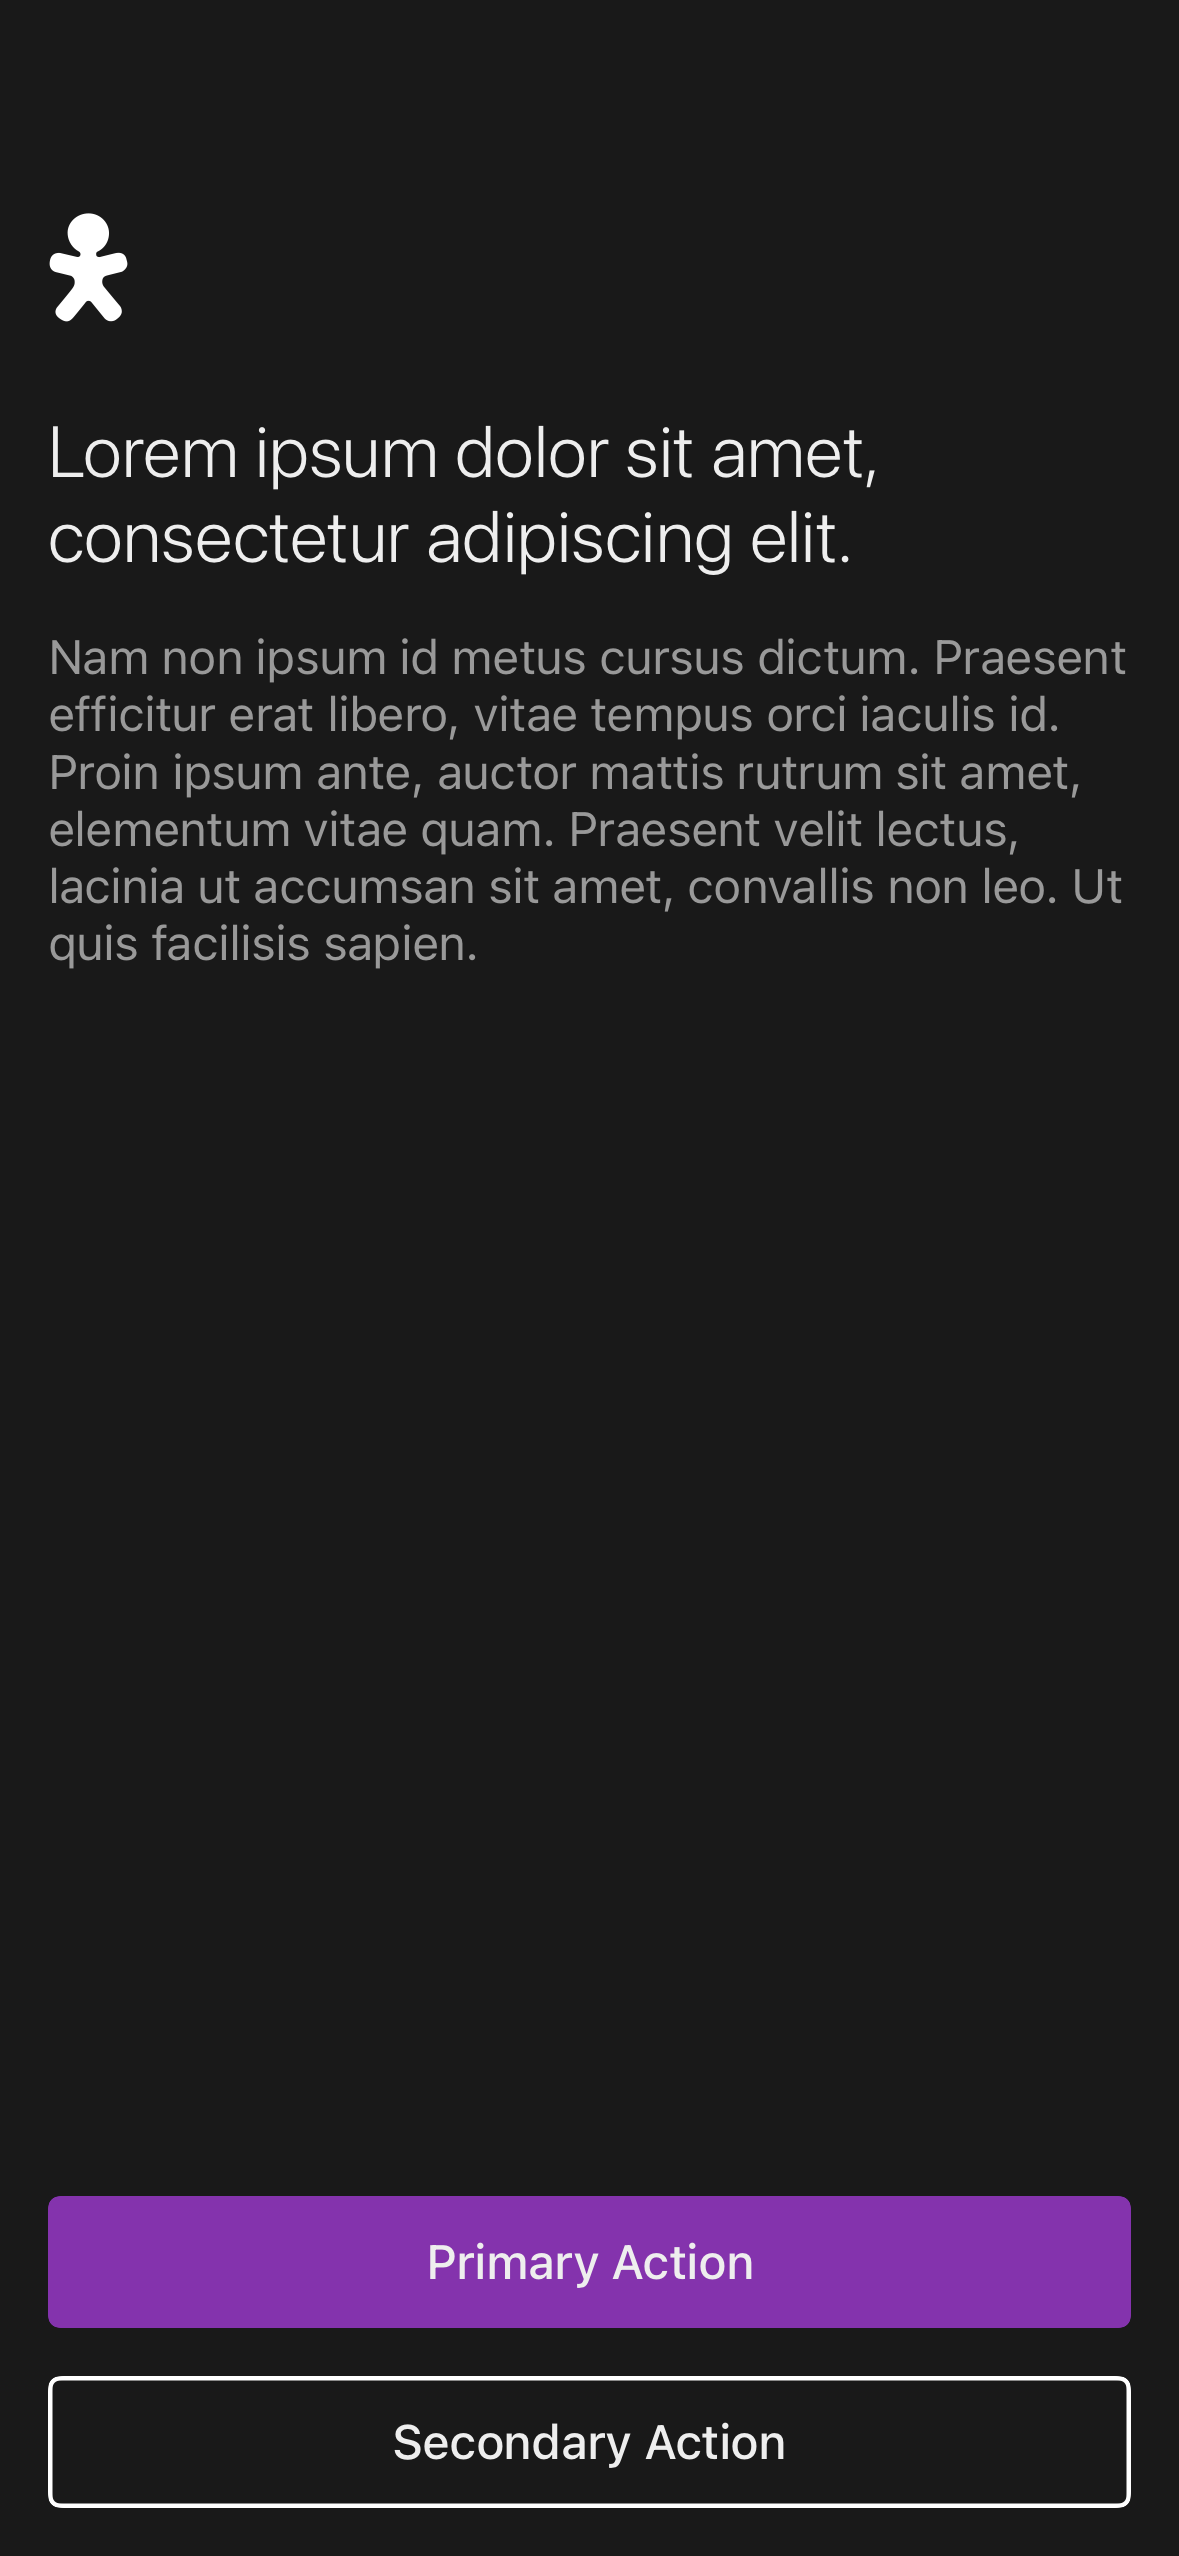 Lorem ipsum dolor sit amet,
consectetur adipiscing elit.
Nam non ipsum id metus cursus dictum. Praesent
efficitur erat libero, vitae tempus orci iaculis id.
Proin ipsum ante, auctor mattis rutrum sit amet,
elementum vitae quam. Praesent velit lectus,
lacinia ut accumsan sit amet, convallis non leo. Ut
quis facilisis sapien.
Primary Action
Secondary Action